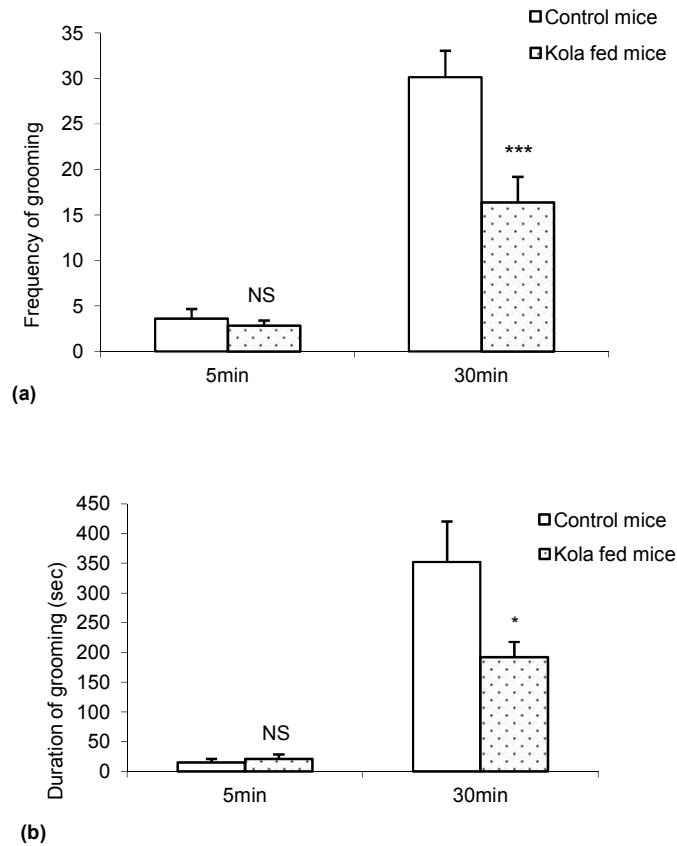 Control mice
Kola fed mice
Frequency of grooming
35
30
25
20
15
10
5
0
***
NS
5min
30min
(a)
Control mice
Kola fed mice
Duration of grooming (sec)
450
400
350
300
250
200
150
100
50
0
*
NS
5min
30min
(b)